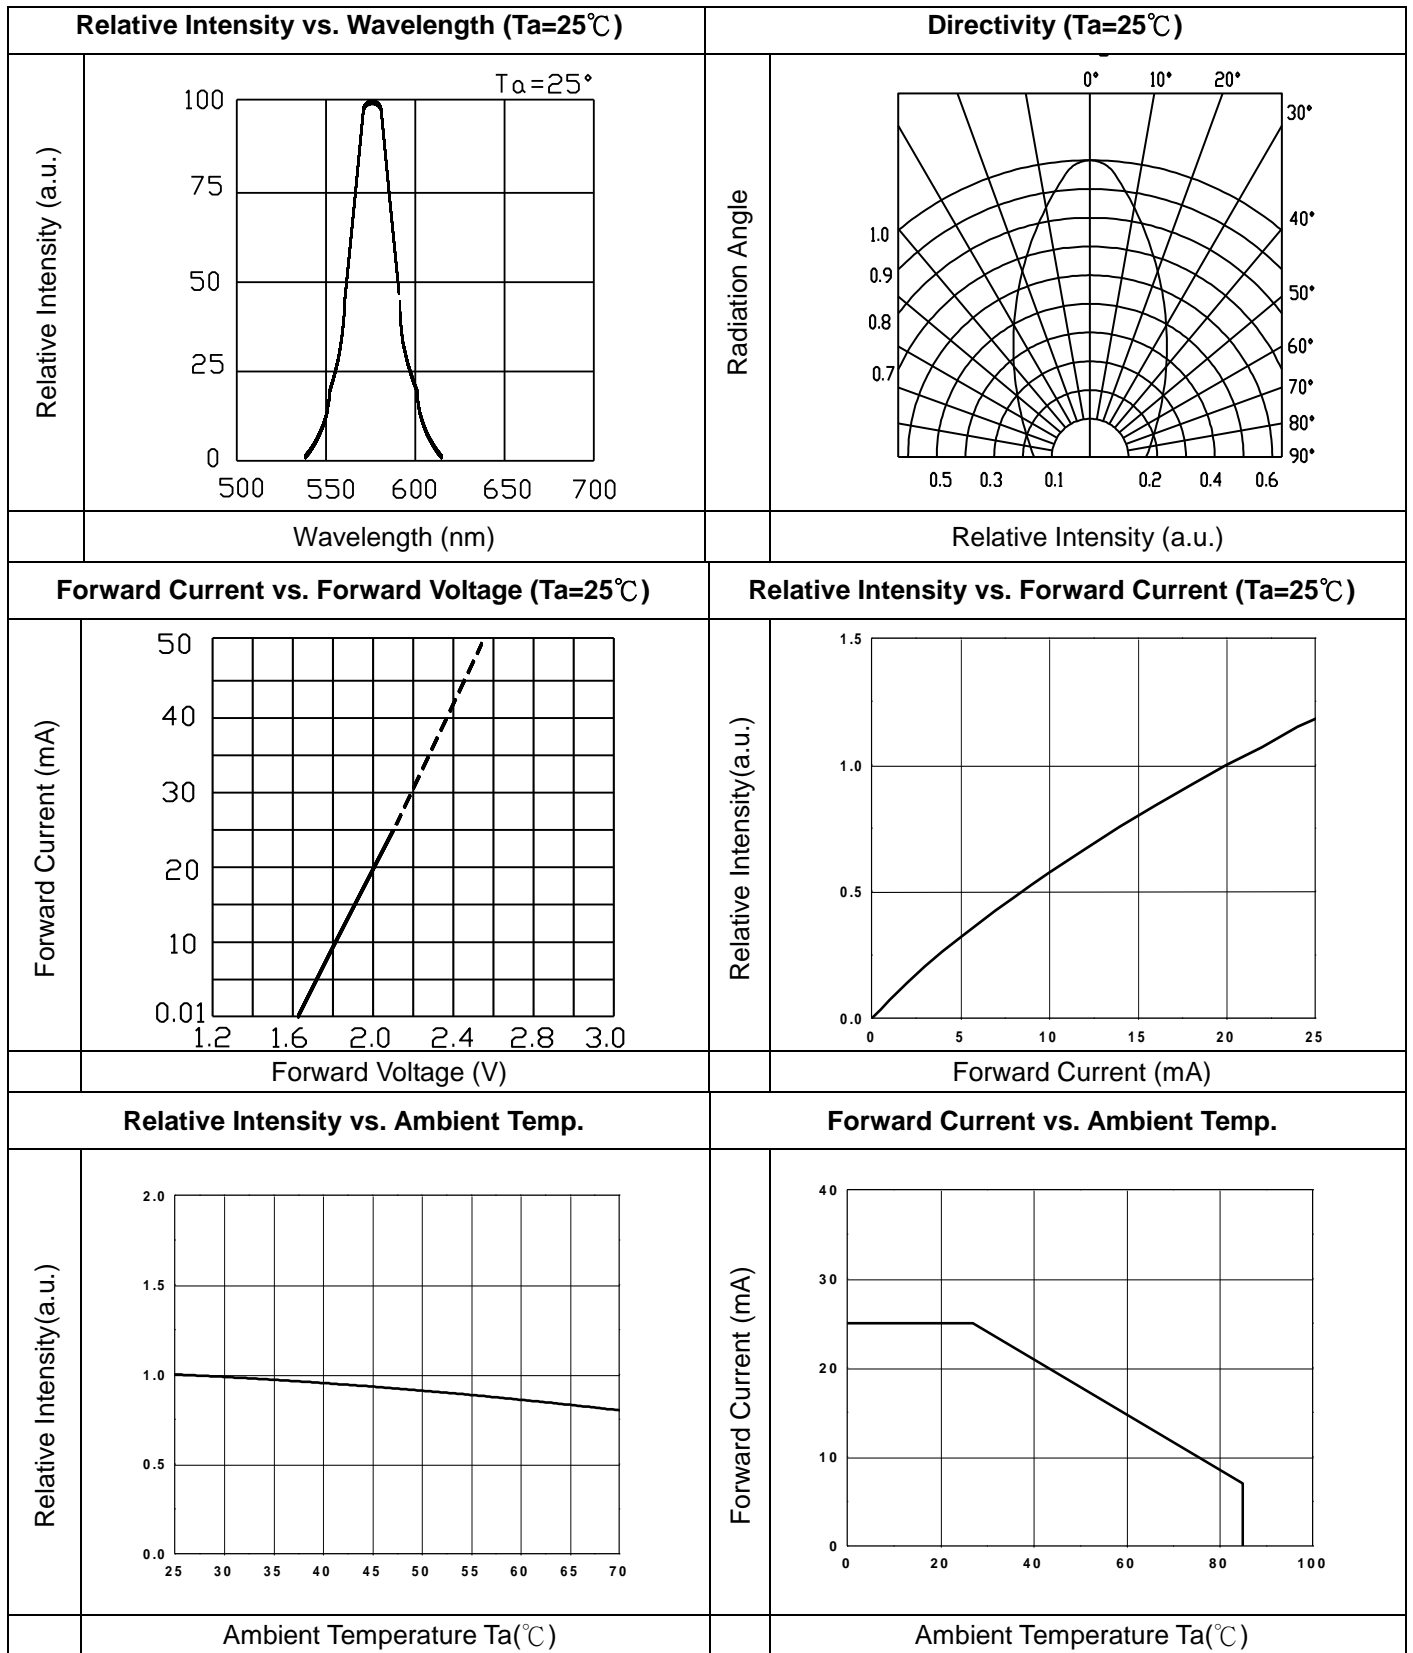 Relative Intensity vs. Wavelength (Ta=25℃)
Directivity (Ta=25℃)
Relative Intensity (a.u.)
Ta=25°
100
75
50
25
0
500 550 600 650 700
Wavelength (nm)
Radiation Angle
0° 10° 20°
30°
40°
50°
60°
70°
80°
90°
1.0
0.9
0.8
0.7
0.5 0.3 0.1 0.2 0.4 0.6
Relative Intensity (a.u.)
Forward Current vs. Forward Voltage (Ta=25℃)
Relative Intensity vs. Forward Current (Ta=25℃)
Forward Current (mA)
50
40
30
20
10
0.01
1.2 1.6 2.0 2.4 2.8 3.0
Forward Voltage (V)
Relative Intensity(a.u.)
1.5
1.0
0.5
0.0
0 5 10 15 20 25
Forward Current (mA)
Relative Intensity vs. Ambient Temp.
Forward Current vs. Ambient Temp.
Relative Intensity(a.u.)
2.0
1.5
1.0
0.5
0.0
25 30 35 40 45 50 55 60 65 70
Ambient Temperature Ta(℃)
Forward Current (mA)
40
30
20
10
0
0 20 40 60 80 100
Ambient Temperature Ta(℃)